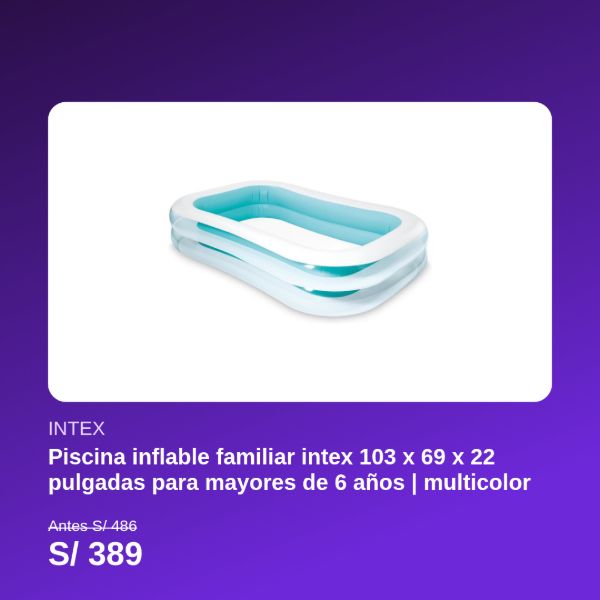 INTEX
Piscina inflable familiar intex 103 x 69 x 22
pulgadas para mayores de 6 años | multicolor
Antes S/ 486
S/ 389